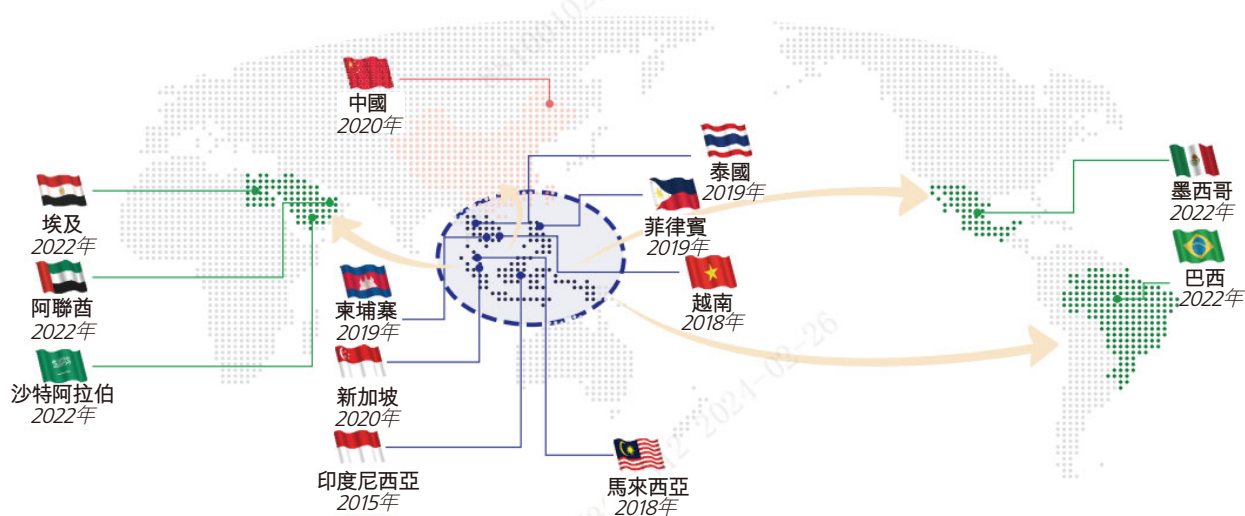 中國
2020年
泰國
2019年
菲律賓
2019年
墨西哥
2022年
埃及
2022年
巴西
2022年
阿聯酋
2022年
柬埔寨
2019年
越南
2018年
沙特阿拉伯
2022年
新加坡
2020年
印度尼西亞
2015年
馬來西亞
2018年
2024-02-26